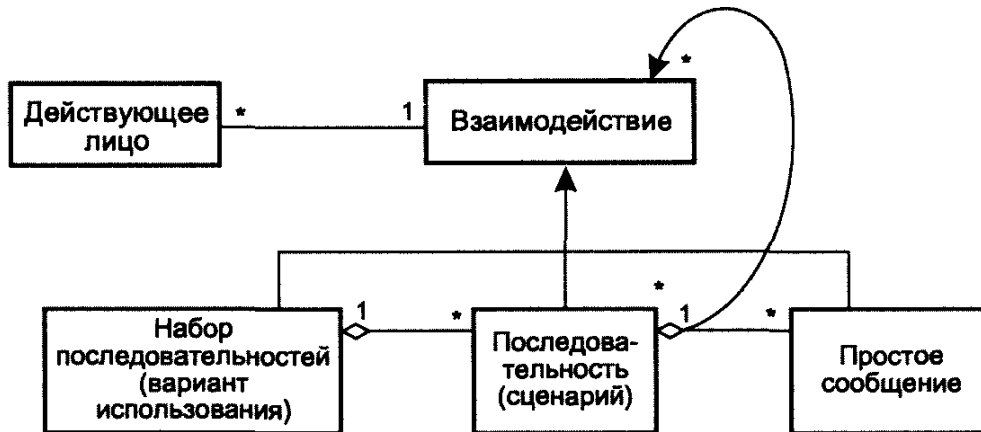 *
Действующее
лицо
*
1
Взаимодействие
Набор
последовательностей
(вариант
использования)
1
*
Последова-
тельность
(сценарий)
*
1
*
Простое
сообщение